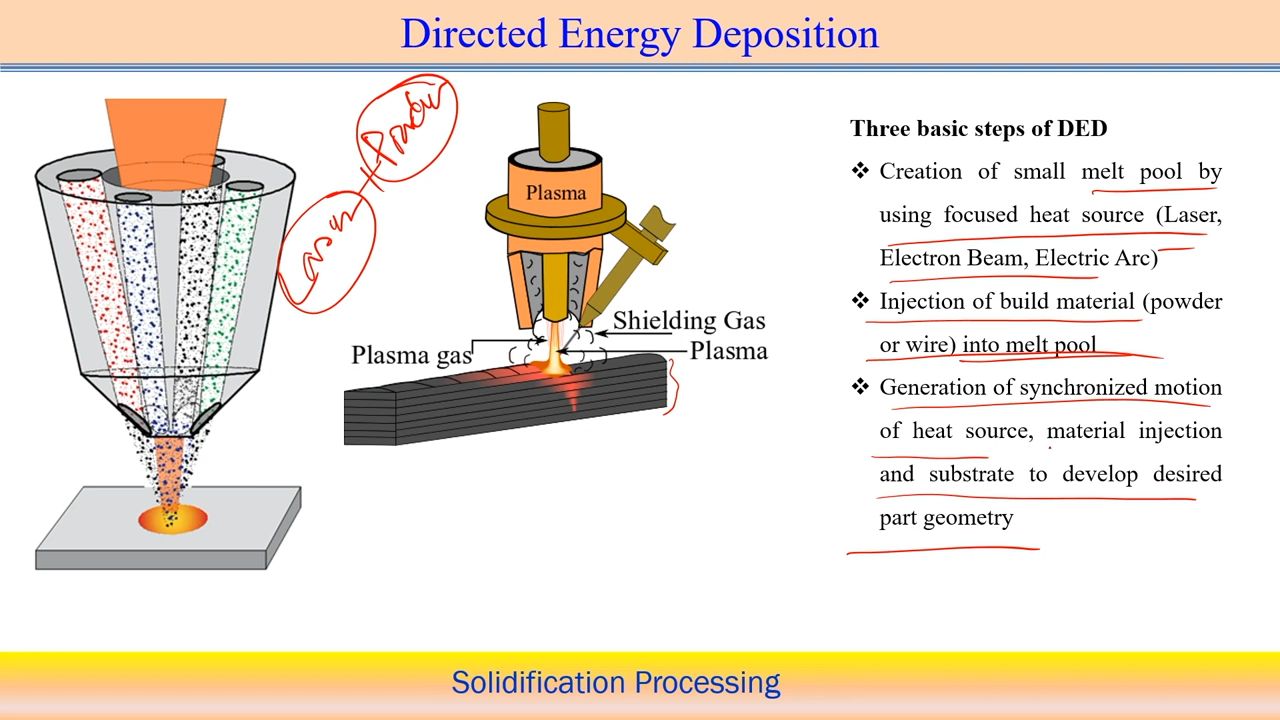 Directed Energy Deposition
Powder
Laser +
Plasma
Shielding Gas
Plasma gas
Plasma
Three basic steps of DED
❖ Creation of small melt pool by
using focused heat source (Laser,
Electron Beam, Electric Arc)
❖ Injection of build material (powder
or wire) into melt pool
❖ Generation of synchronized motion
of heat source, material injection
and substrate to develop desired
part geometry
Solidification Processing